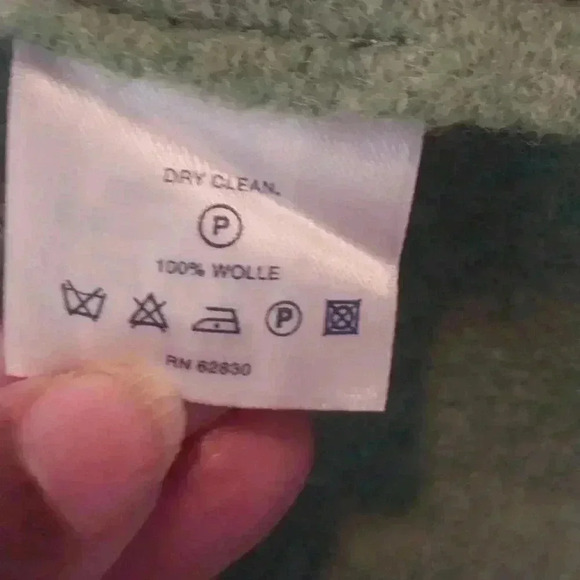 DRY CLEAN.
P
100% WOLLE
P
RN 62830